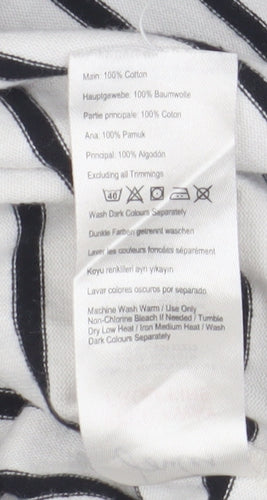 Main: 100% Cotton
Hauptgewebe: 100% Baumwolle
Partie principale: 100% Coton
Ana: 100% Pamuk
Principal: 100% Algodón
Excluding all Trimmings
40
Wash Dark Colours Separately
Dunkle Farben getrennt waschen
Laver les couleurs foncées séparément
Koyu renklileri ayrı yıkayın
Lavar colores oscuros por separado
Machine Wash Warm / Use Only
Non-Chlorine Bleach If Needed / Tumble
Dry Low Heat / Iron Medium Heat / Wash
Dark Colours Separately